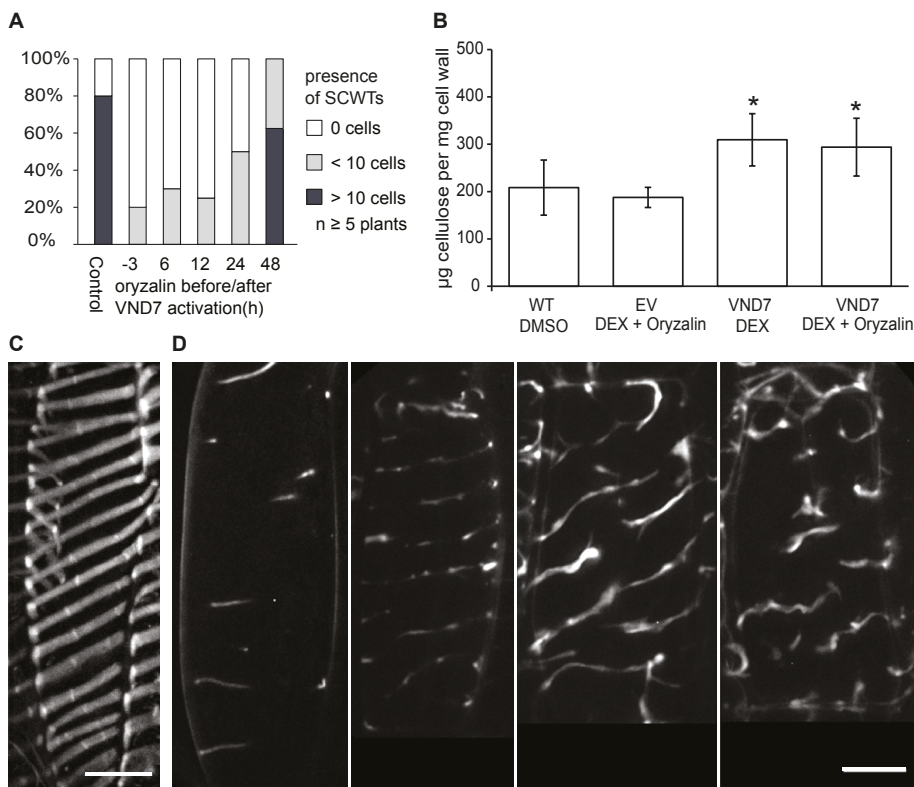 A
100%
80%
60%
40%
20%
0%
Control
-3 6 12 24 48
oryzalin before/after
VND7 activation(h)
presence
of SCWTs
0 cells
< 10 cells
> 10 cells
n ≥ 5 plants
B
µg cellulose per mg cell wall
500
400
300
200
100
0
* *
WT
DMSO
EV
DEX + Oryzalin
VND7
DEX
VND7
DEX + Oryzalin
C
D